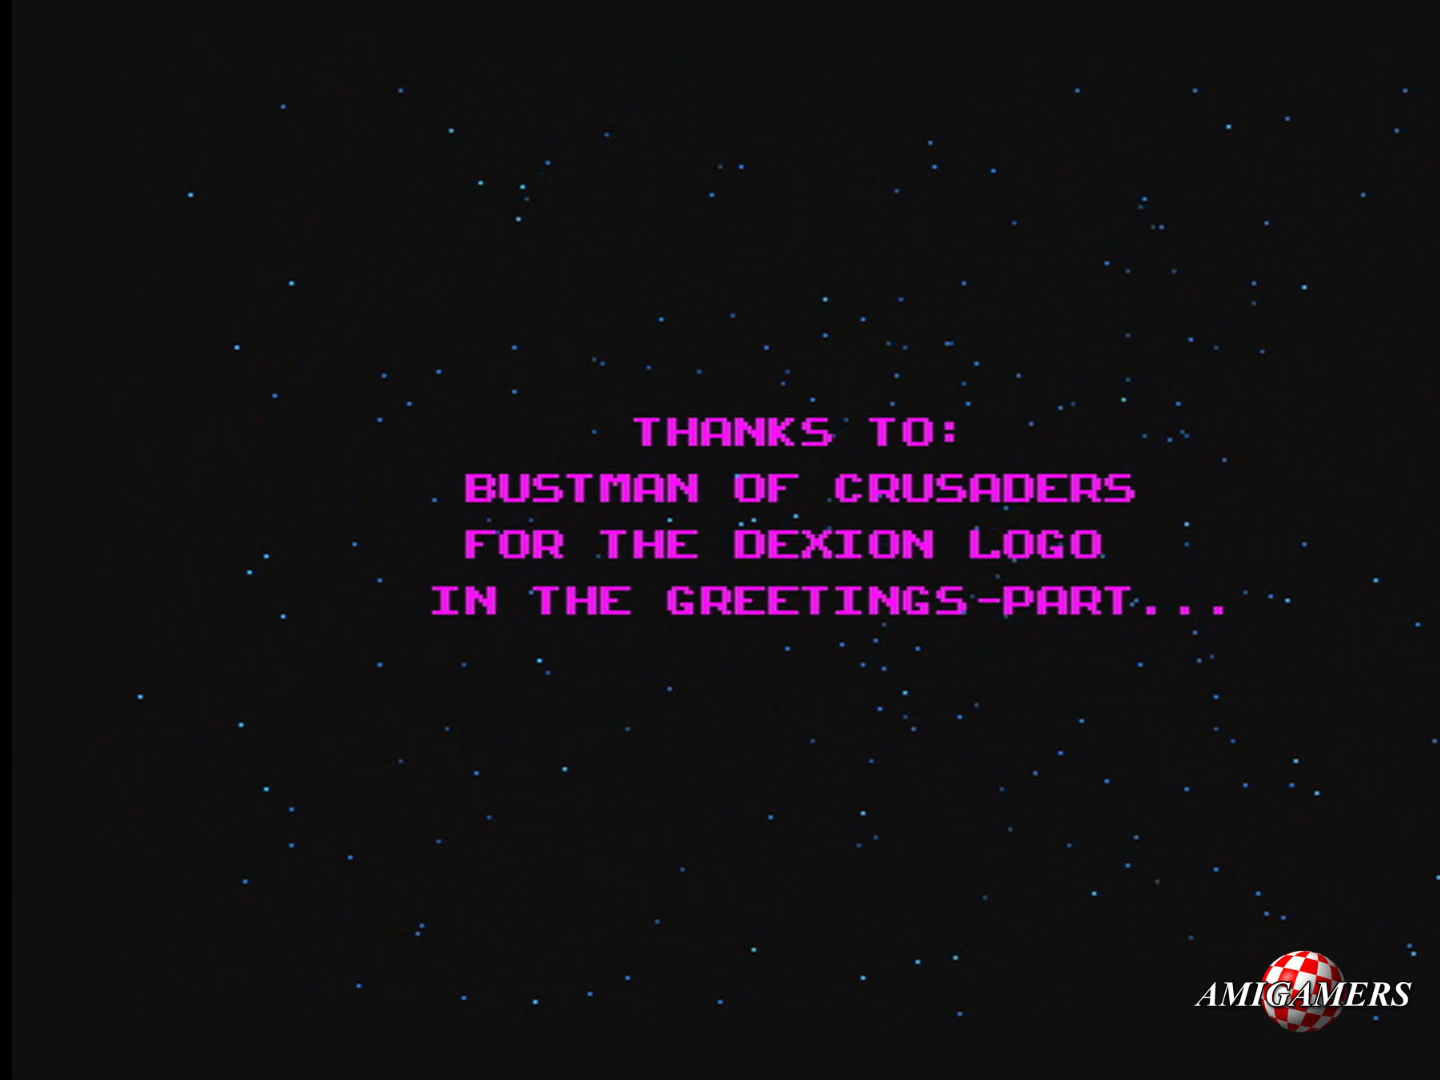 THANKS TO:
BUSTMAN OF CRUSADERS
FOR THE DEXION LOGO
IN THE GREETINGS-PART...
AMIGAMERS